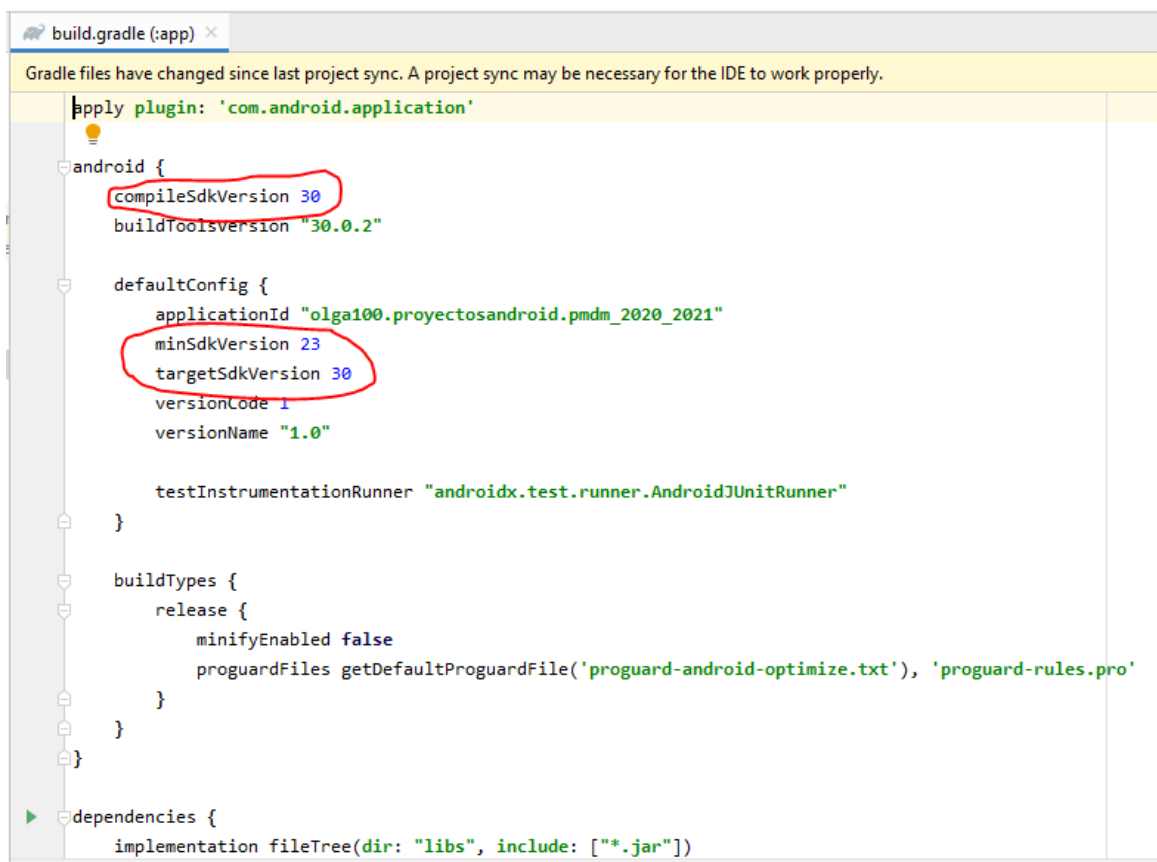 build.gradle (:app)
Gradle files have changed since last project sync. A project sync may be necessary for the IDE to work properly.
apply plugin: 'com.android.application'
android {
compileSdkVersion 30
buildToolsVersion "30.0.2"
defaultConfig {
applicationId "olga100.proyectosandroid.pmdm_2020_2021"
minSdkVersion 23
targetSdkVersion 30
versionCode 1
versionName "1.0"
testInstrumentationRunner "androidx.test.runner.AndroidJUnitRunner"
}
buildTypes {
release {
minifyEnabled false
proguardFiles getDefaultProguardFile('proguard-android-optimize.txt'), 'proguard-rules.pro'
}
}
}
dependencies {
implementation fileTree(dir: "libs", include: ["*.jar"])